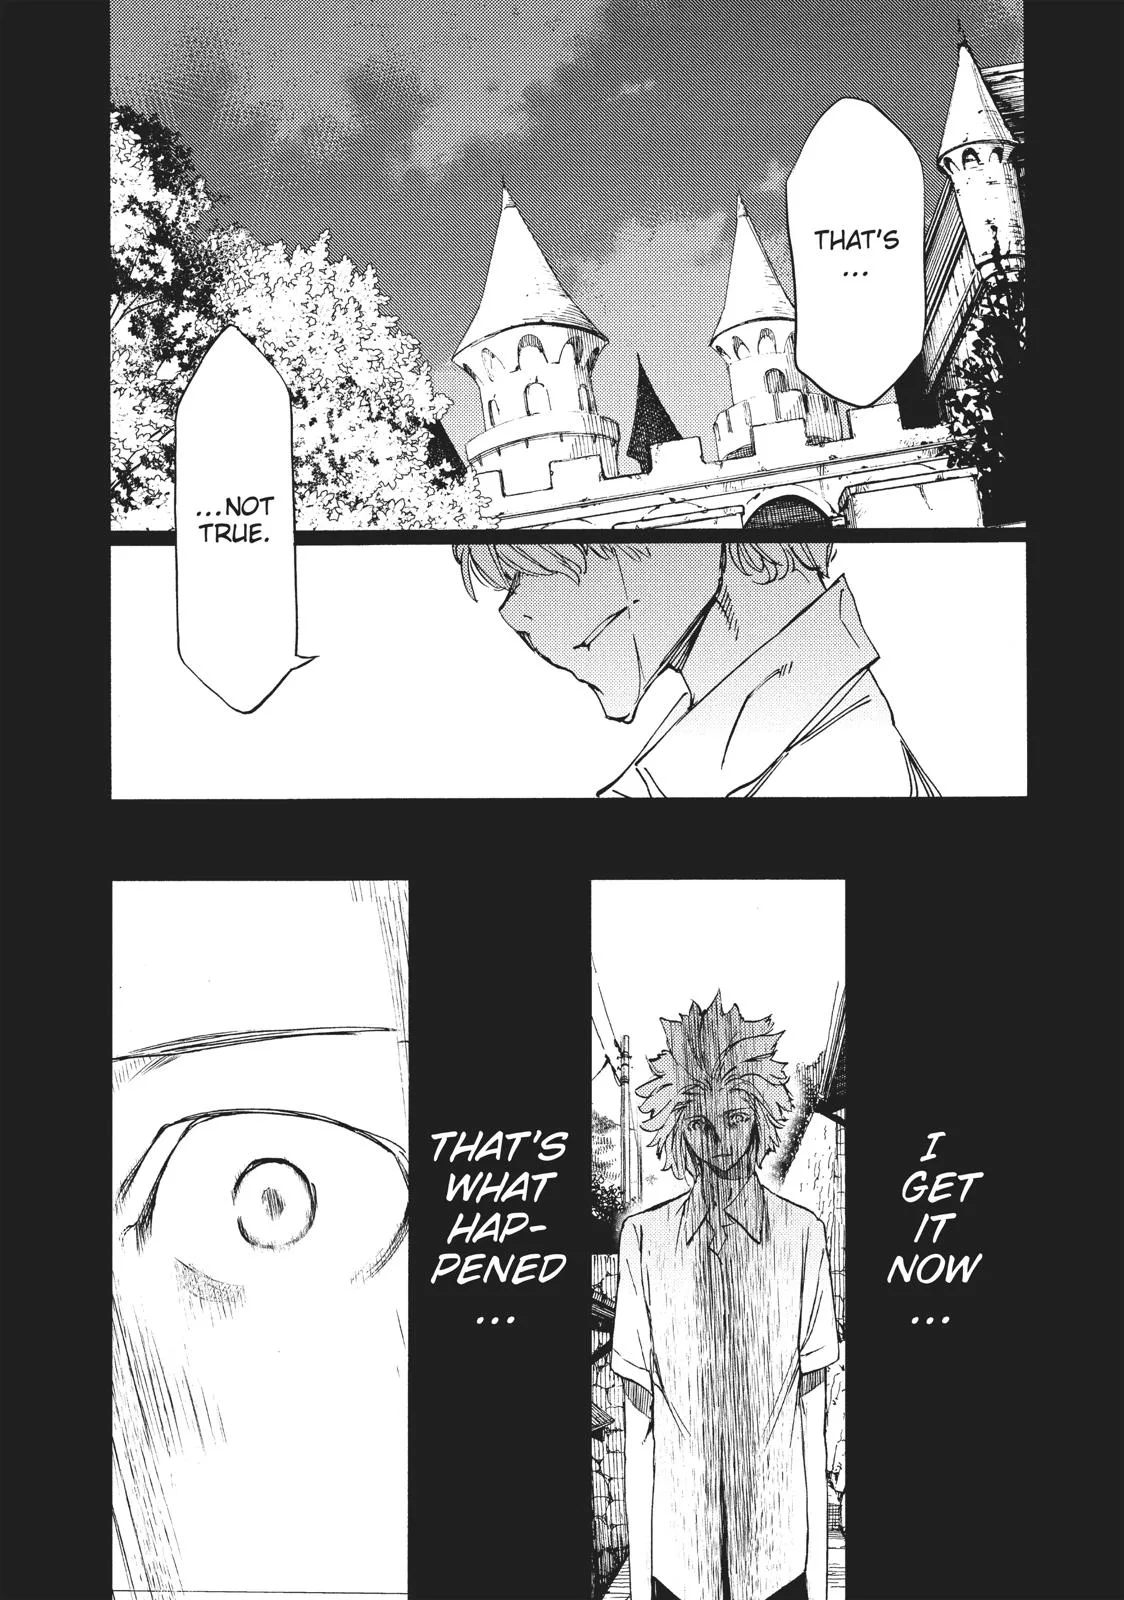 THAT'S
...
...NOT
TRUE.
I
GET
IT
NOW
...
THAT'S
WHAT
HAP-
PENED
...